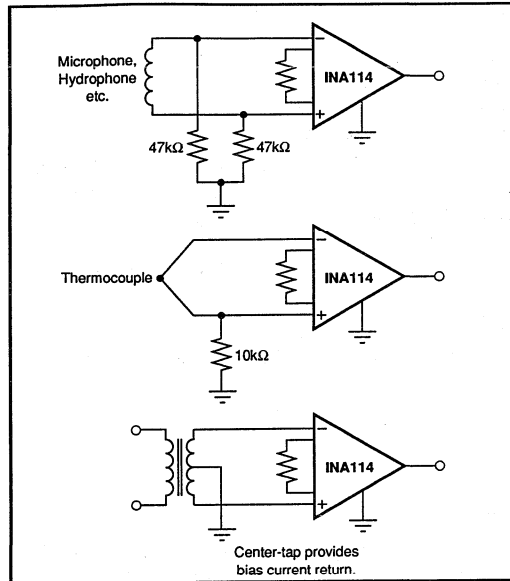 Microphone,
Hydrophone
etc.
−
INA114
+
47kΩ
47kΩ
Thermocouple
−
INA114
+
10kΩ
−
INA114
+
Center-tap provides
bias current return.